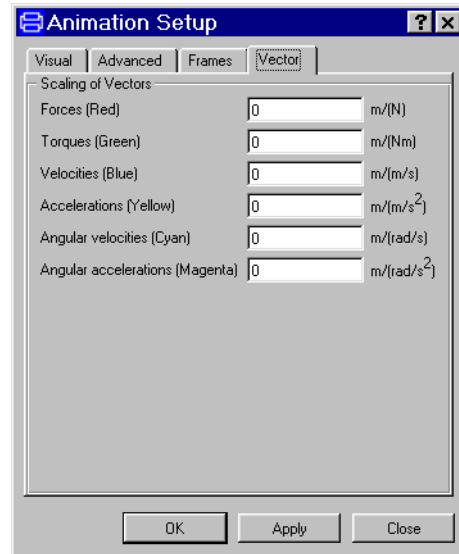 Animation Setup ? ×
Visual Advanced Frames Vector
Scaling of Vectors
Forces (Red) 0 m/(N)
Torques (Green) 0 m/(Nm)
Velocities (Blue) 0 m/(m/s)
Accelerations (Yellow) 0 m/(m/s²)
Angular velocities (Cyan) 0 m/(rad/s)
Angular accelerations (Magenta) 0 m/(rad/s²)
OK Apply Close